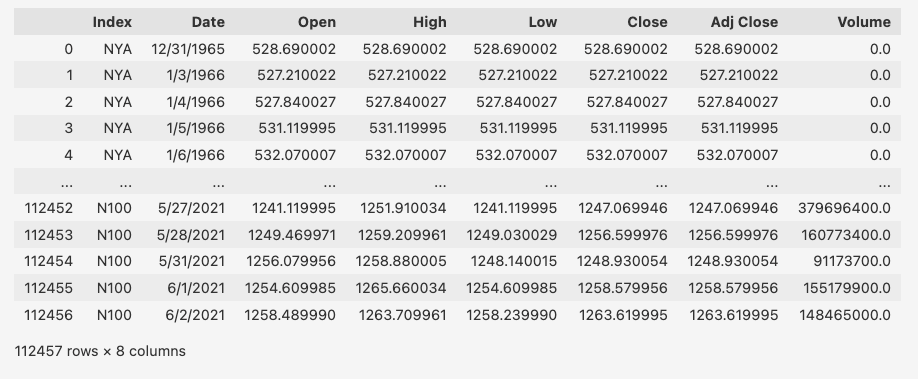 Index Date Open High Low Close Adj Close Volume
0 NYA 12/31/1965 528.690002 528.690002 528.690002 528.690002 528.690002 0.0
1 NYA 1/3/1966 527.210022 527.210022 527.210022 527.210022 527.210022 0.0
2 NYA 1/4/1966 527.840027 527.840027 527.840027 527.840027 527.840027 0.0
3 NYA 1/5/1966 531.119995 531.119995 531.119995 531.119995 531.119995 0.0
4 NYA 1/6/1966 532.070007 532.070007 532.070007 532.070007 532.070007 0.0
... ... ... ... ... ... ... ... ...
112452 N100 5/27/2021 1241.119995 1251.910034 1241.119995 1247.069946 1247.069946 379696400.0
112453 N100 5/28/2021 1249.469971 1259.209961 1249.030029 1256.599976 1256.599976 160773400.0
112454 N100 5/31/2021 1256.079956 1258.880005 1248.140015 1248.930054 1248.930054 91173700.0
112455 N100 6/1/2021 1254.609985 1265.660034 1254.609985 1258.579956 1258.579956 155179900.0
112456 N100 6/2/2021 1258.489990 1263.709961 1258.239990 1263.619995 1263.619995 148465000.0
112457 rows × 8 columns